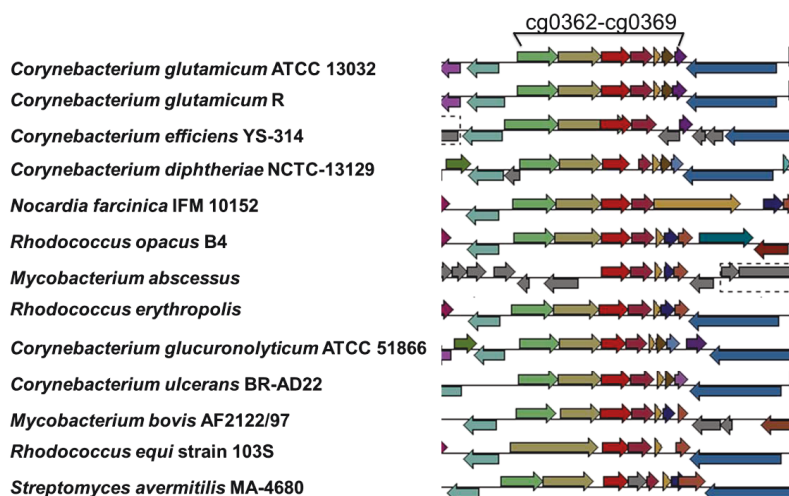 cg0362-cg0369
Corynebacterium glutamicum ATCC 13032
Corynebacterium glutamicum R
Corynebacterium efficiens YS-314
Corynebacterium diphtheriae NCTC-13129
Nocardia farcinica IFM 10152
Rhodococcus opacus B4
Mycobacterium abscessus
Rhodococcus erythropolis
Corynebacterium glucuronolyticum ATCC 51866
Corynebacterium ulcerans BR-AD22
Mycobacterium bovis AF2122/97
Rhodococcus equi strain 103S
Streptomyces avermitilis MA-4680